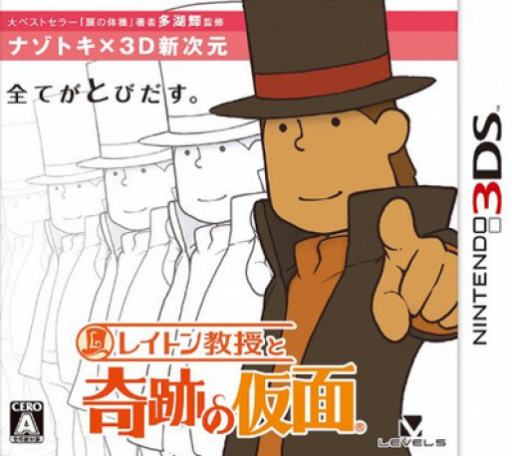 大ベストセラー「頭の体操」著者 多湖輝 監修
ナゾトキ×3D新次元
全てがとびだす。
NINTENDO 3DS
TM
レイトン教授と
奇跡の仮面
®
CERO
A
LEVEL5